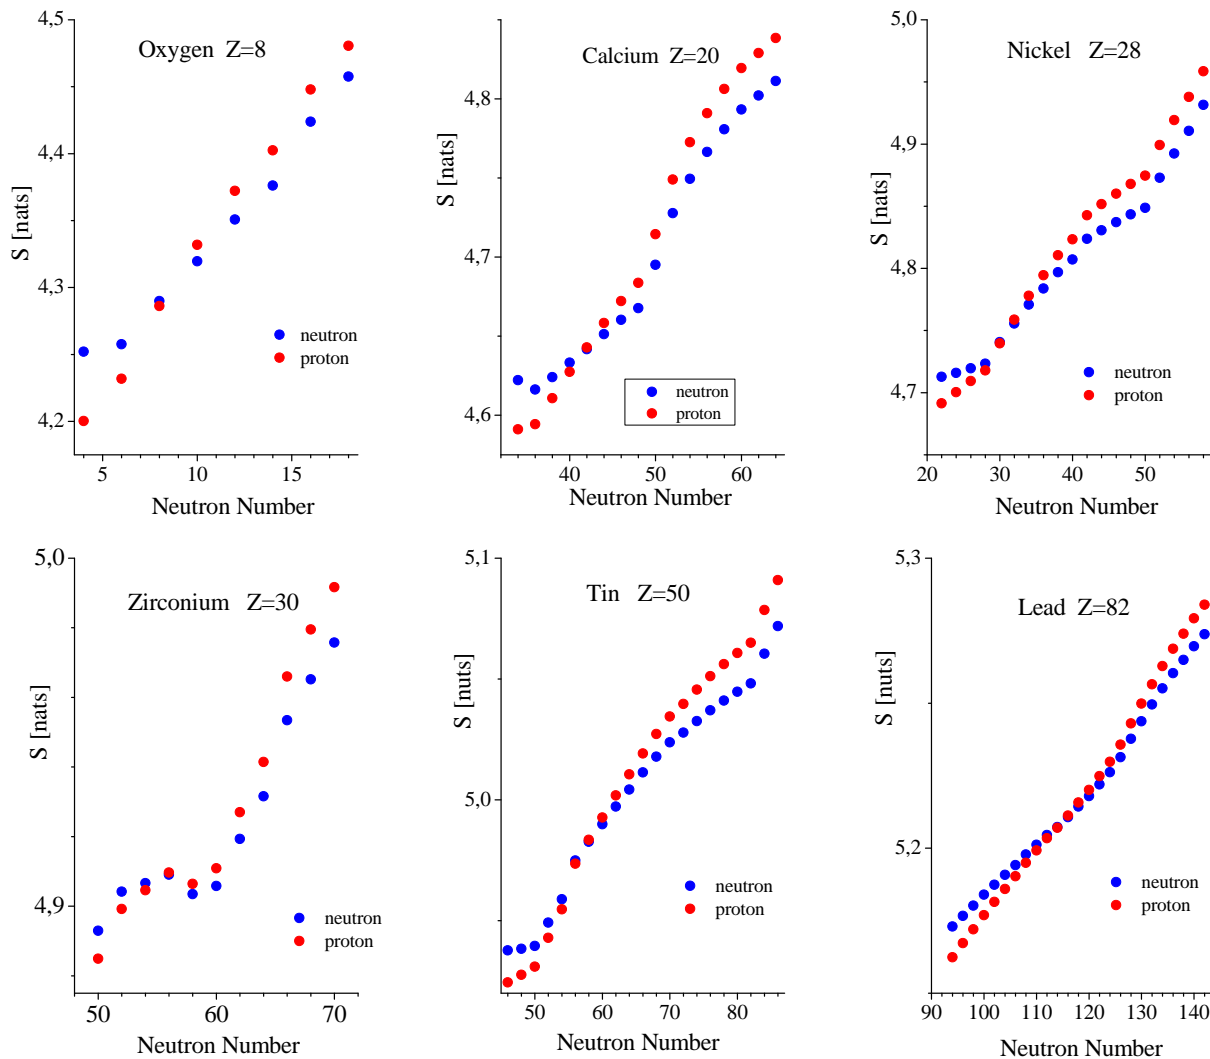 4,5
4,4
4,3
4,2
S [nats]
Oxygen Z=8
neutron
proton
5
10
15
Neutron Number
4,8
4,7
4,6
S [nats]
Calcium Z=20
neutron
proton
40
50
60
Neutron Number
5,0
4,9
4,8
4,7
S [nats]
Nickel Z=28
neutron
proton
20
30
40
50
Neutron Number
5,0
4,9
S [nats]
Zirconium Z=30
neutron
proton
50
60
70
Neutron Number
5,1
5,0
S [nuts]
Tin Z=50
neutron
proton
50
60
70
80
Neutron Number
5,3
5,2
S [nuts]
Lead Z=82
neutron
proton
90
100
110
120
130
140
Neutron Number